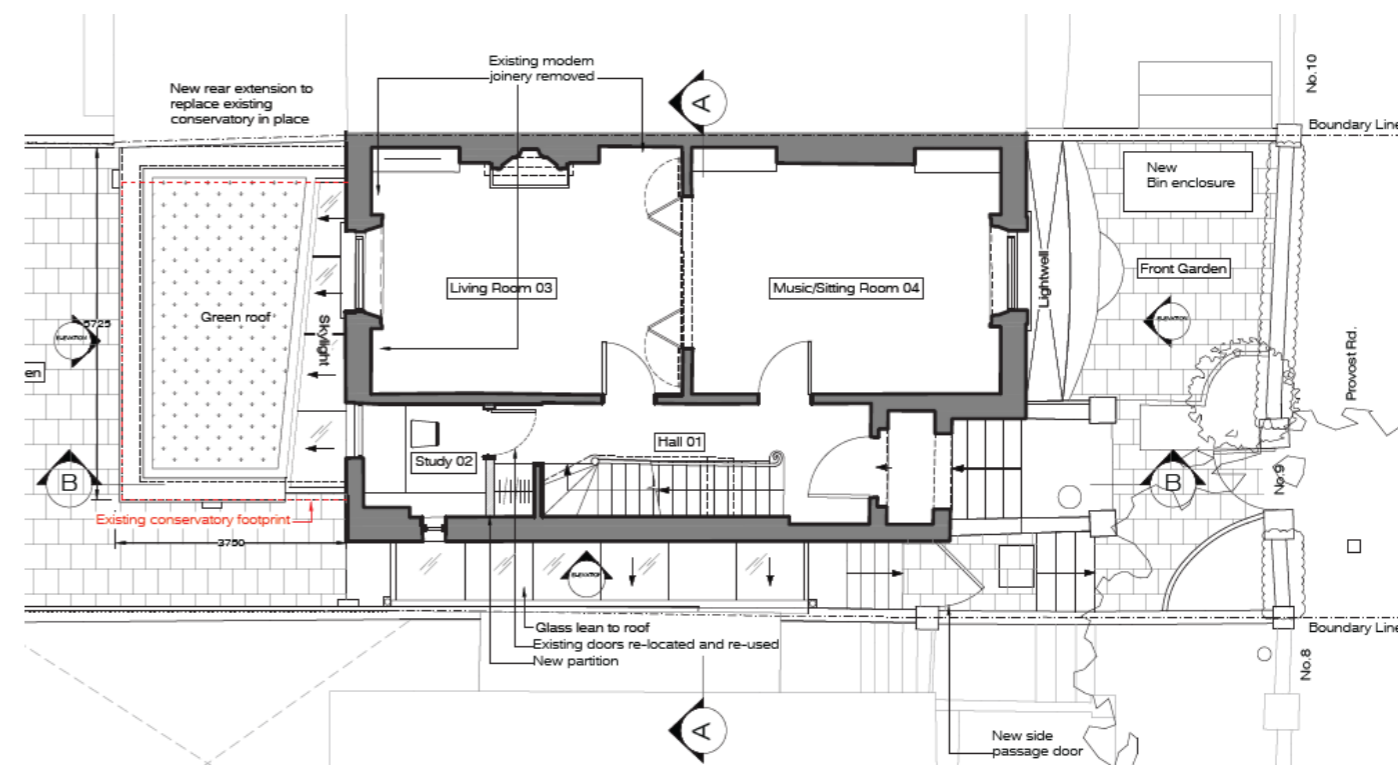 Existing modern
joinery removed
New rear extension to
replace existing
conservatory in place
A
No.10
Boundary Line
New
Bin enclosure
Living Room 03
Music/Sitting Room 04
Lightwell
Front Garden
ELEVATION
Provost Rd.
Green roof
Skylight
5725
ELEVATION
en
Hall 01
Study 02
B
B
No.9
Existing conservatory footprint
3750
ELEVATION
Glass lean to roof
Existing doors re-located and re-used
New partition
Boundary Line
No.8
A
New side
passage door